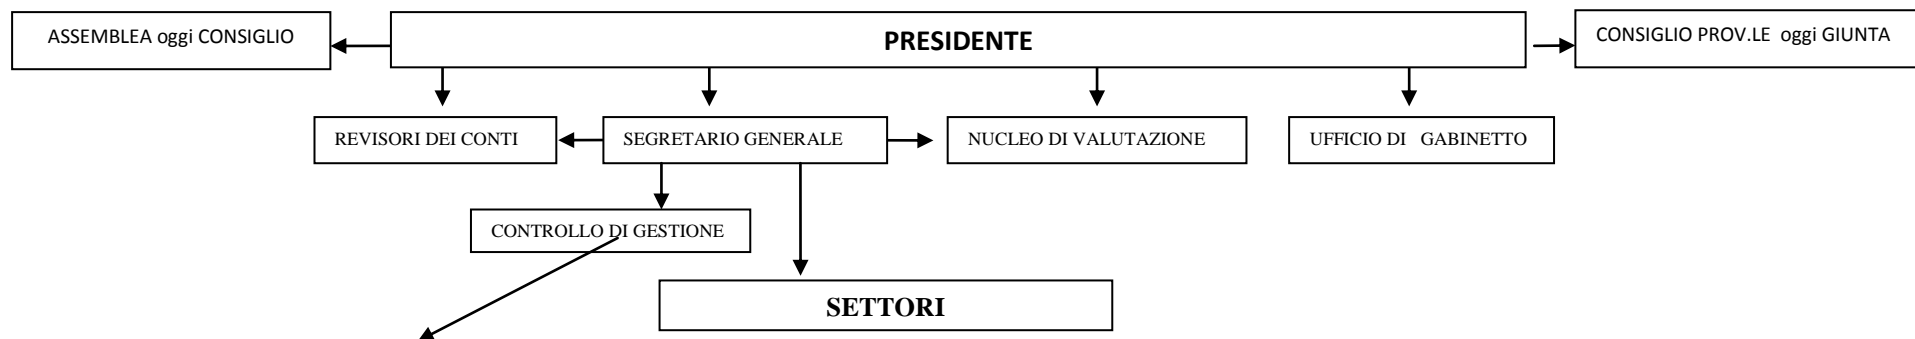 ASSEMBLEA oggi CONSIGLIO
PRESIDENTE
CONSIGLIO PROV.LE oggi GIUNTA
REVISORI DEI CONTI
SEGRETARIO GENERALE
NUCLEO DI VALUTAZIONE
UFFICIO DI GABINETTO
CONTROLLO DI GESTIONE
SETTORI